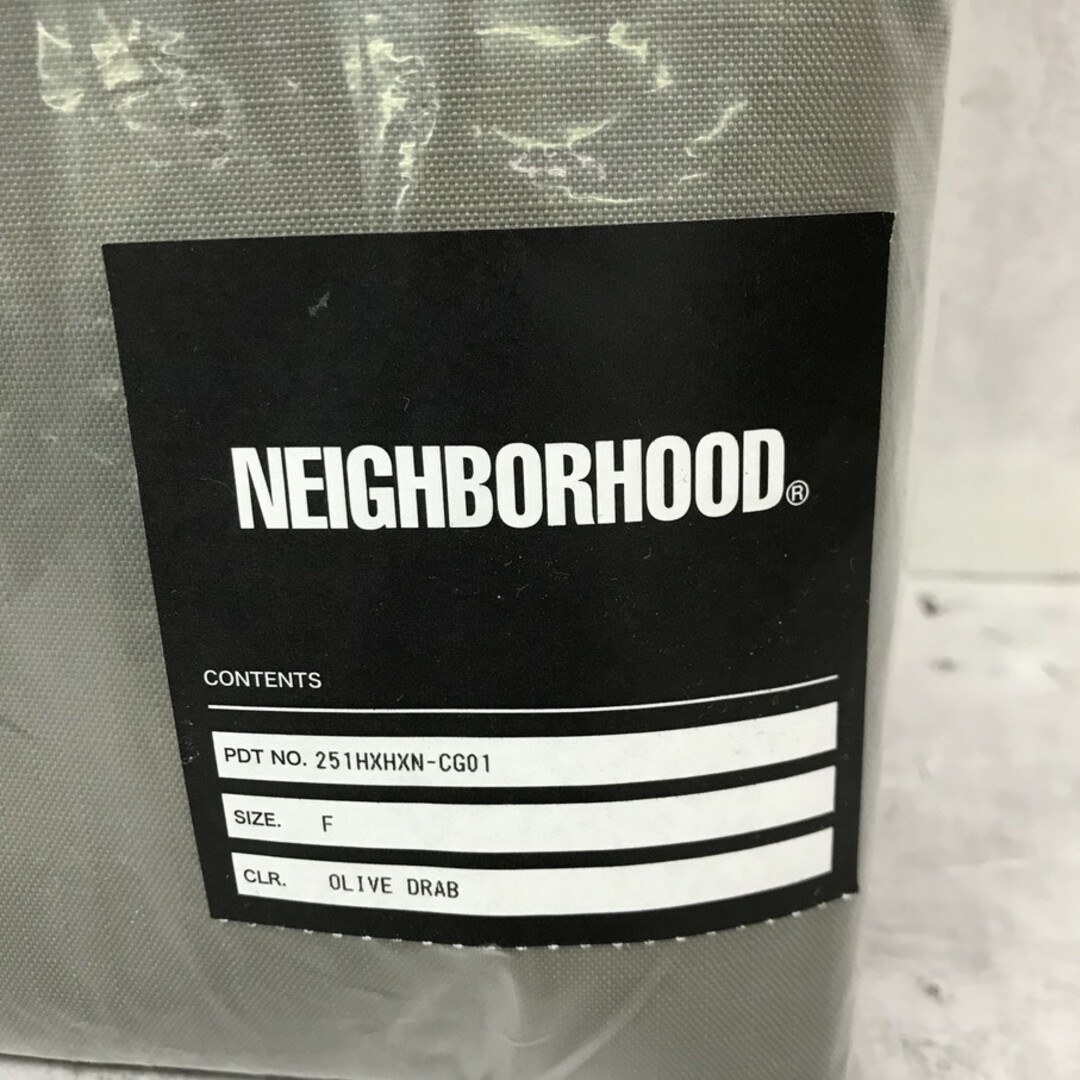 NEIGHBORHOOD®
CONTENTS
PDT NO. 251HXHXN-CG01
SIZE. F
CLR. OLIVE DRAB